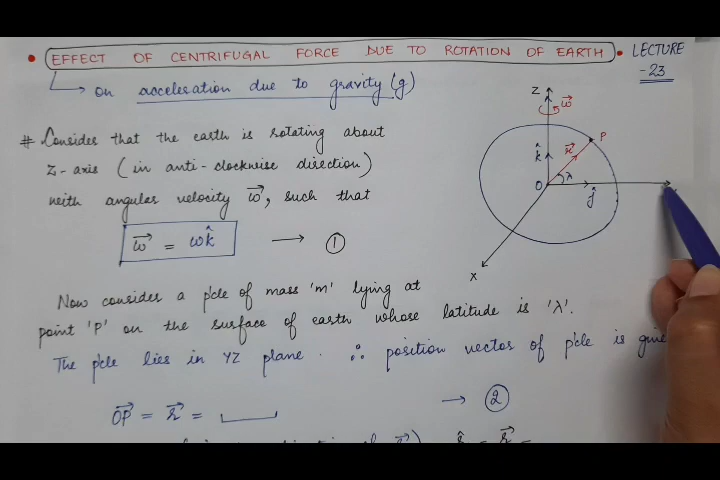 • EFFECT OF CENTRIFUGAL FORCE DUE TO ROTATION OF EARTH • LECTURE
-23
↳ on acceleration due to gravity (g)
# Consider that the earth is rotating about
Z-axis (in anti-clockwise direction)
with angular velocity ω⃗, such that
ω⃗ = ωk̂ → ①
Z
ω⃗
P
k̂
r⃗
λ
O
ĵ
X
Now consider a p'cle of mass 'm' lying at
point 'P' on the surface of earth whose latitude is 'λ'.
The p'cle lies in YZ plane. ∴ position vector of p'cle is give
OP⃗ = r⃗ = → ②